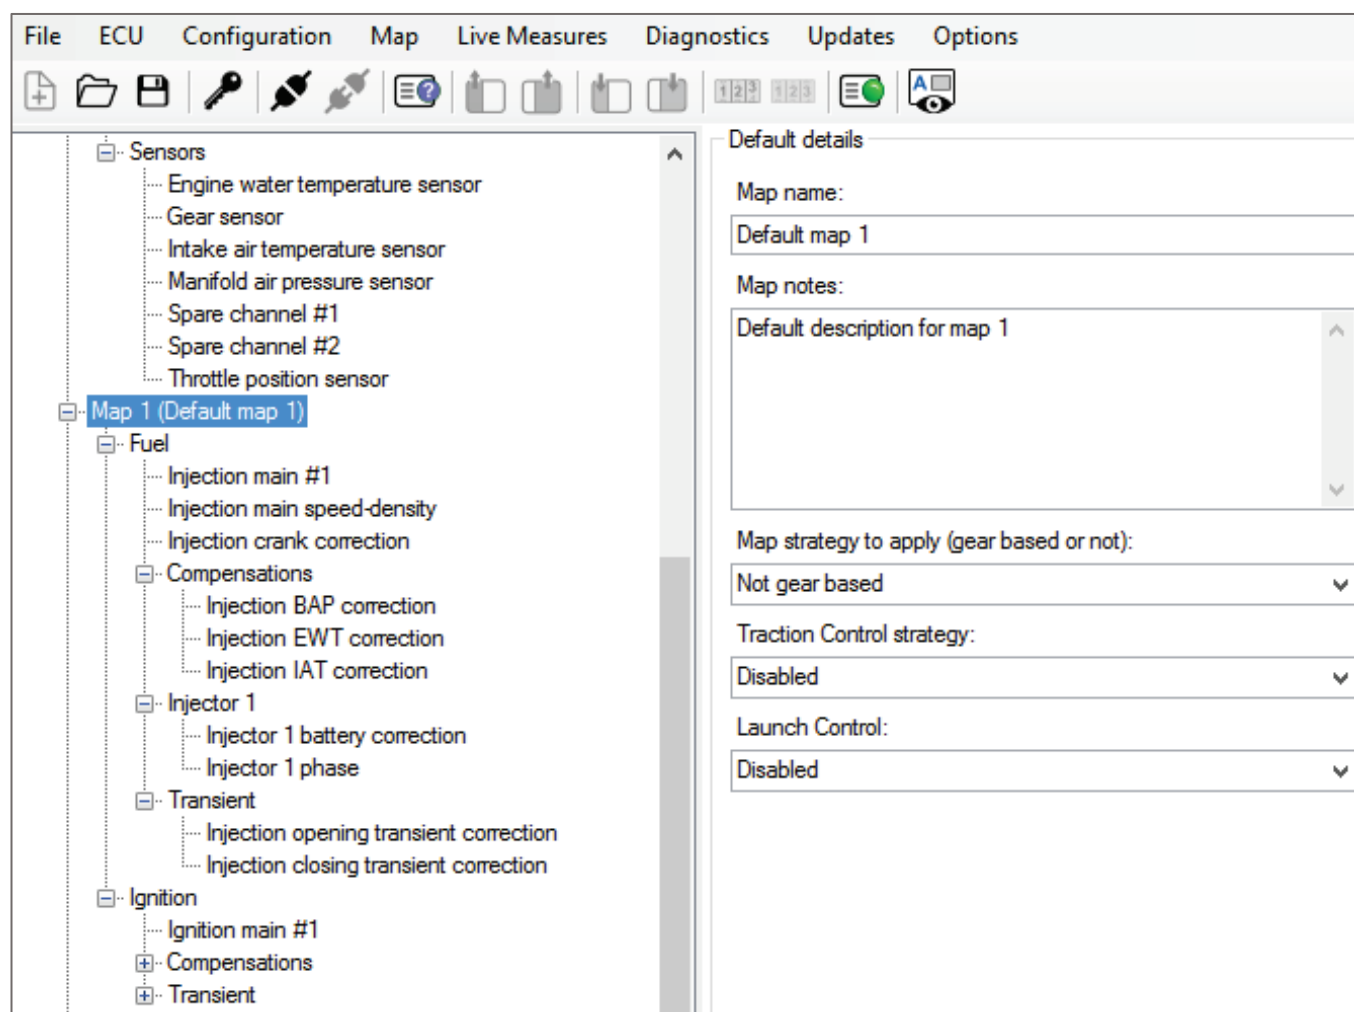 File ECU Configuration Map Live Measures Diagnostics Updates Options
Sensors
Engine water temperature sensor
Gear sensor
Intake air temperature sensor
Manifold air pressure sensor
Spare channel #1
Spare channel #2
Throttle position sensor
Map 1 (Default map 1)
Fuel
Injection main #1
Injection main speed-density
Injection crank correction
Compensations
Injection BAP correction
Injection EWT correction
Injection IAT correction
Injector 1
Injector 1 battery correction
Injector 1 phase
Transient
Injection opening transient correction
Injection closing transient correction
Ignition
Ignition main #1
Compensations
Transient
Default details
Map name:
Default map 1
Map notes:
Default description for map 1
Map strategy to apply (gear based or not):
Not gear based
Traction Control strategy:
Disabled
Launch Control:
Disabled